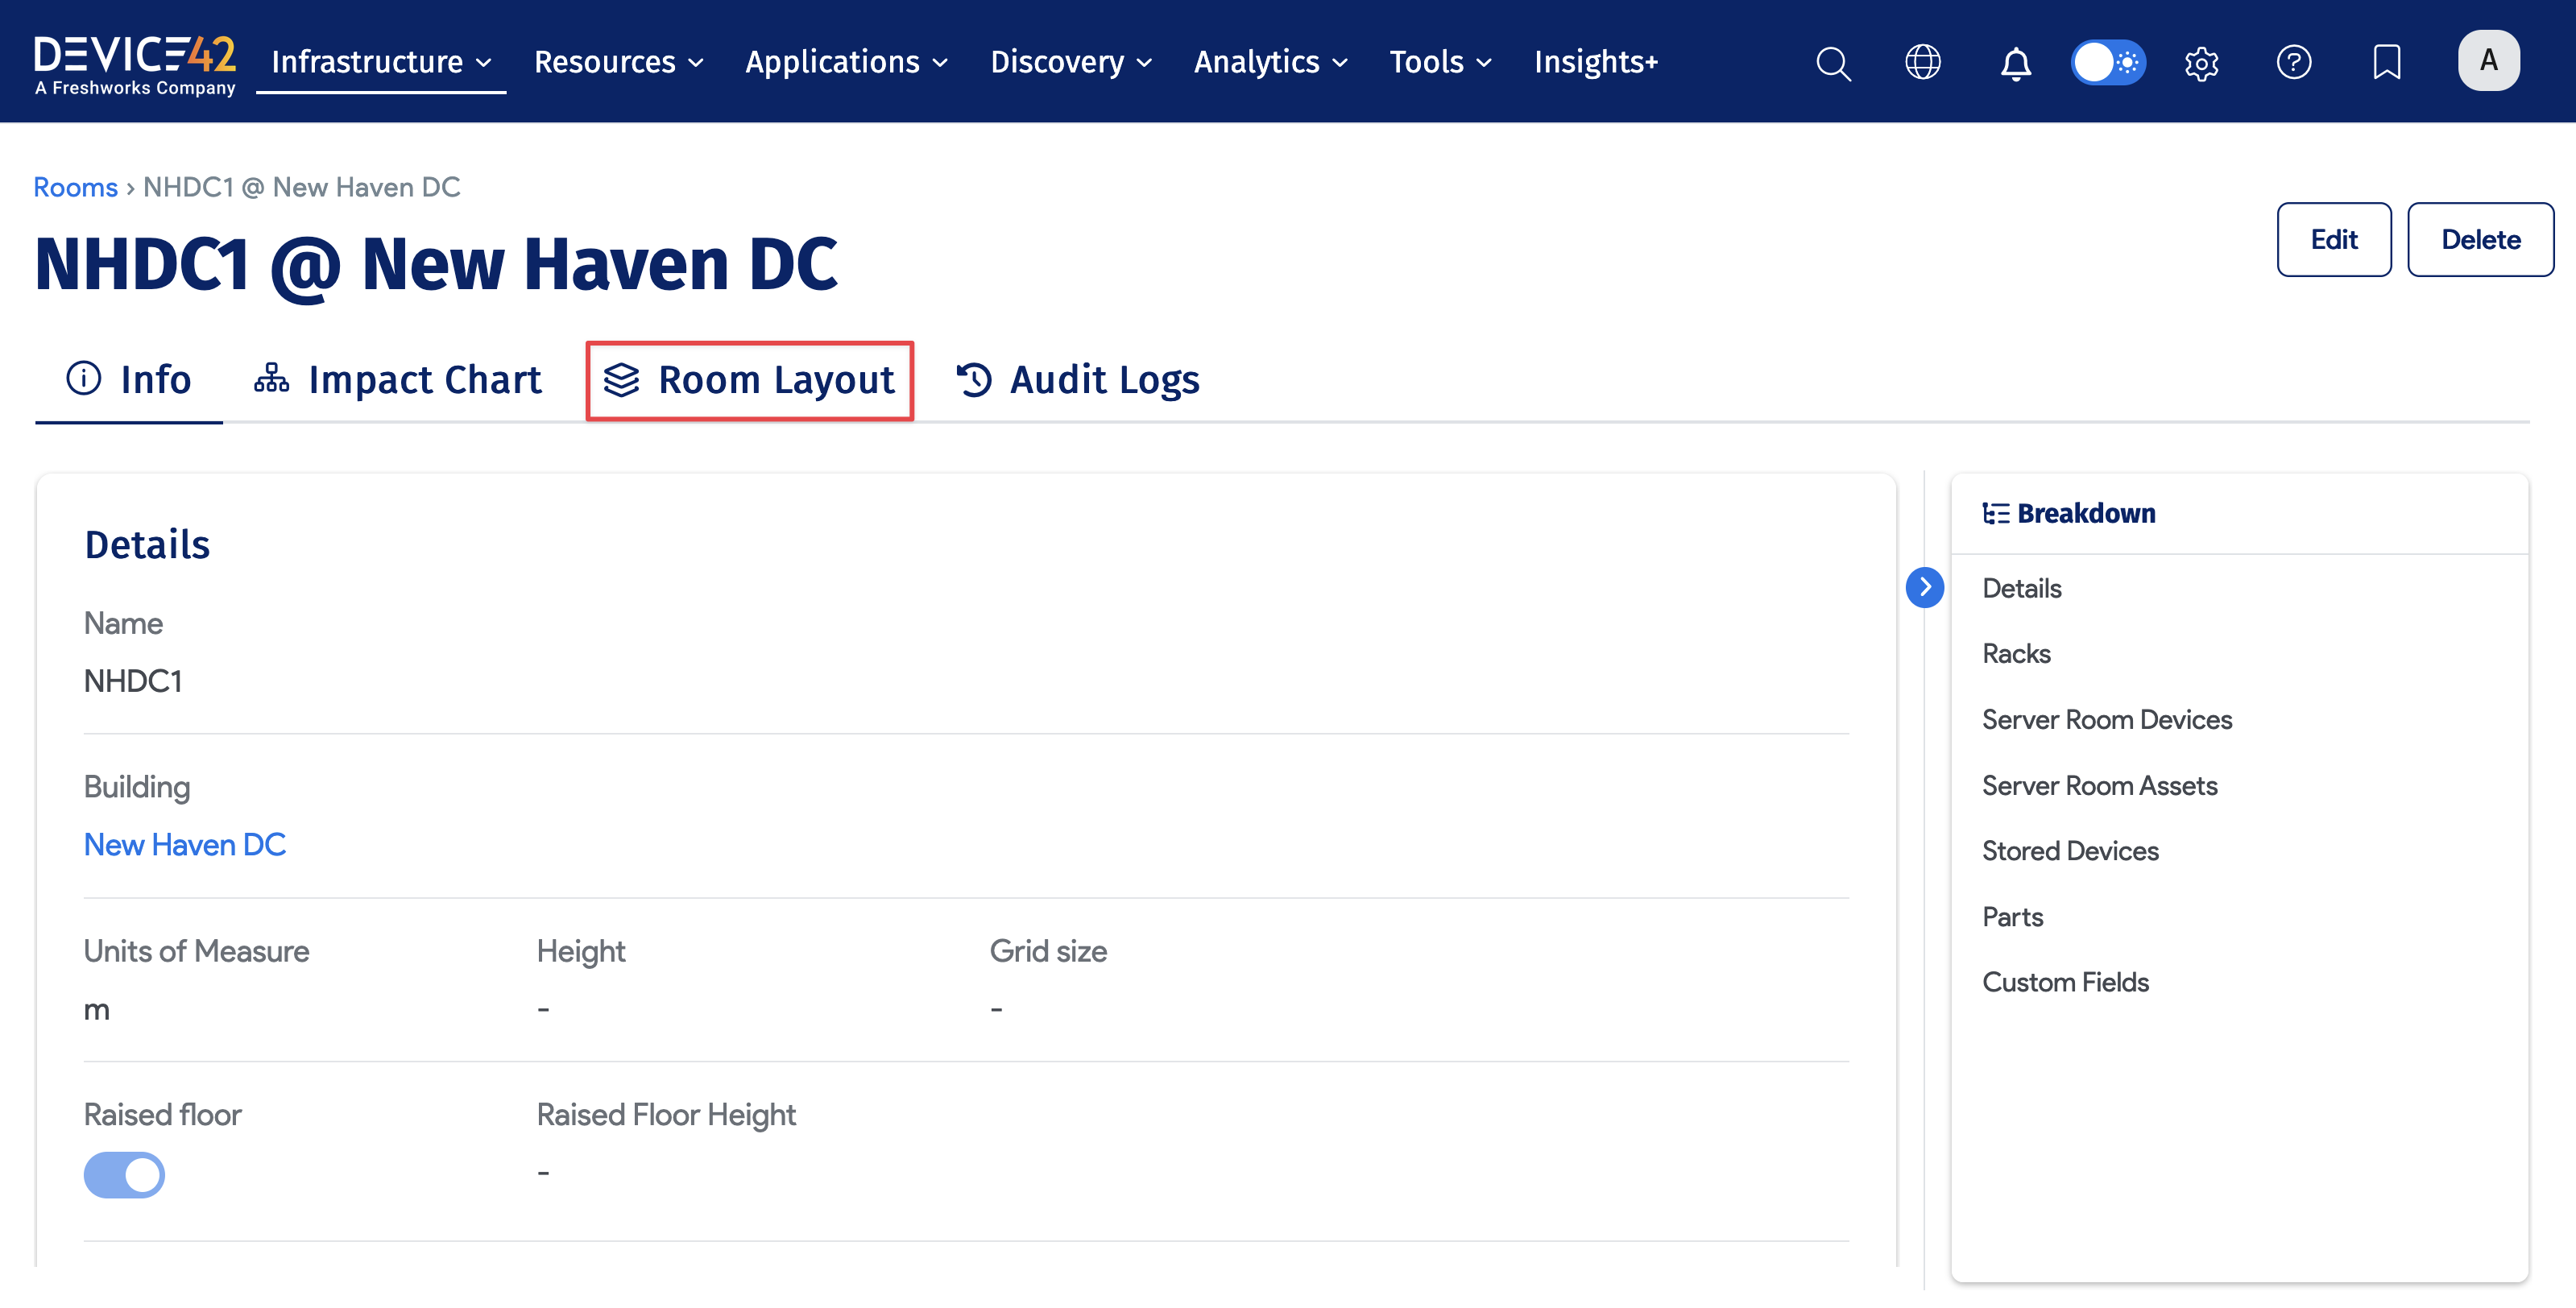 DEVICE42
A Freshworks Company
Infrastructure Resources Applications Discovery Analytics Tools Insights+
A
Rooms › NHDC1 @ New Haven DC
NHDC1 @ New Haven DC
Edit Delete
Info Impact Chart Room Layout Audit Logs
Details
Name
NHDC1
Building
New Haven DC
Units of Measure Height Grid size
m - -
Raised floor Raised Floor Height
-
Breakdown
Details
Racks
Server Room Devices
Server Room Assets
Stored Devices
Parts
Custom Fields